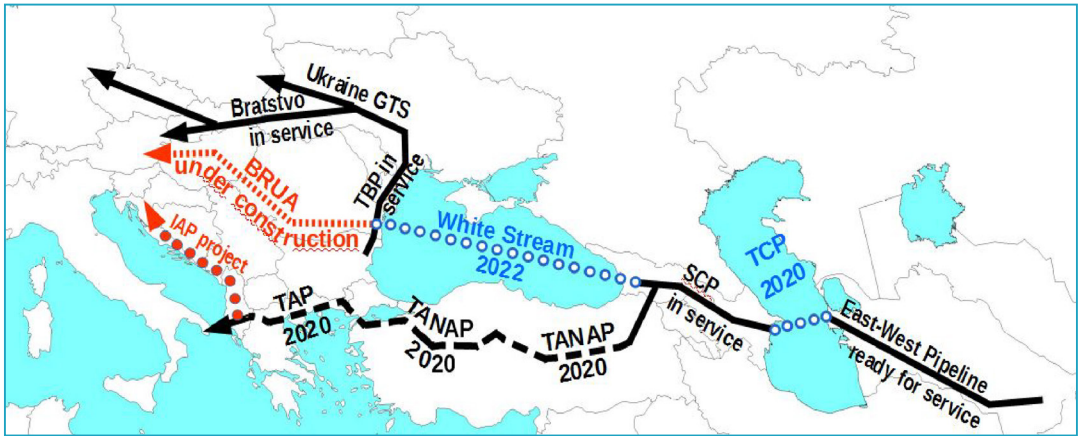 Ukraine GTS
Bratstvo
in service
BRUA
under construction
TBP in
service
IAP project
White Stream
2022
TCP
2020
SCP
in service
East-West Pipeline
ready for service
TAP
2020
TANAP
2020
TANAP
2020